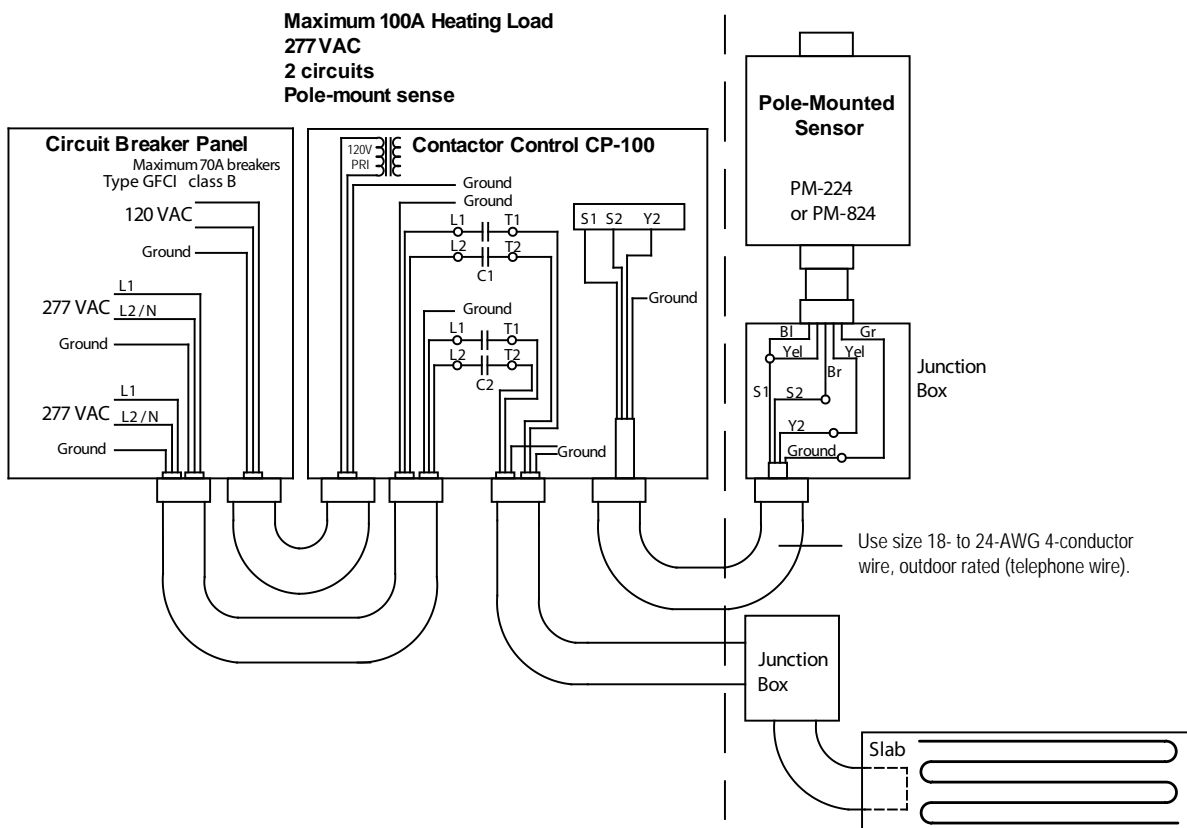 Maximum 100A Heating Load
277 VAC
2 circuits
Pole-mount sense
Circuit Breaker Panel
Maximum 70A breakers
Type GFCI class B
120 VAC
Ground
L1
277 VAC
L2/N
Ground
L1
277 VAC
L2/N
Ground
120V
PRI
Contactor Control CP-100
Ground
Ground
L1 T1
L2 T2
C1
Ground
L1 T1
L2 T2
C2
Ground
S1 S2 Y2
Ground
Pole-Mounted
Sensor
PM-224
or PM-824
Bl Gr
Yel Yel
Br
S1 S2
Y2
Ground
Junction
Box
Use size 18- to 24-AWG 4-conductor
wire, outdoor rated (telephone wire).
Junction
Box
Slab